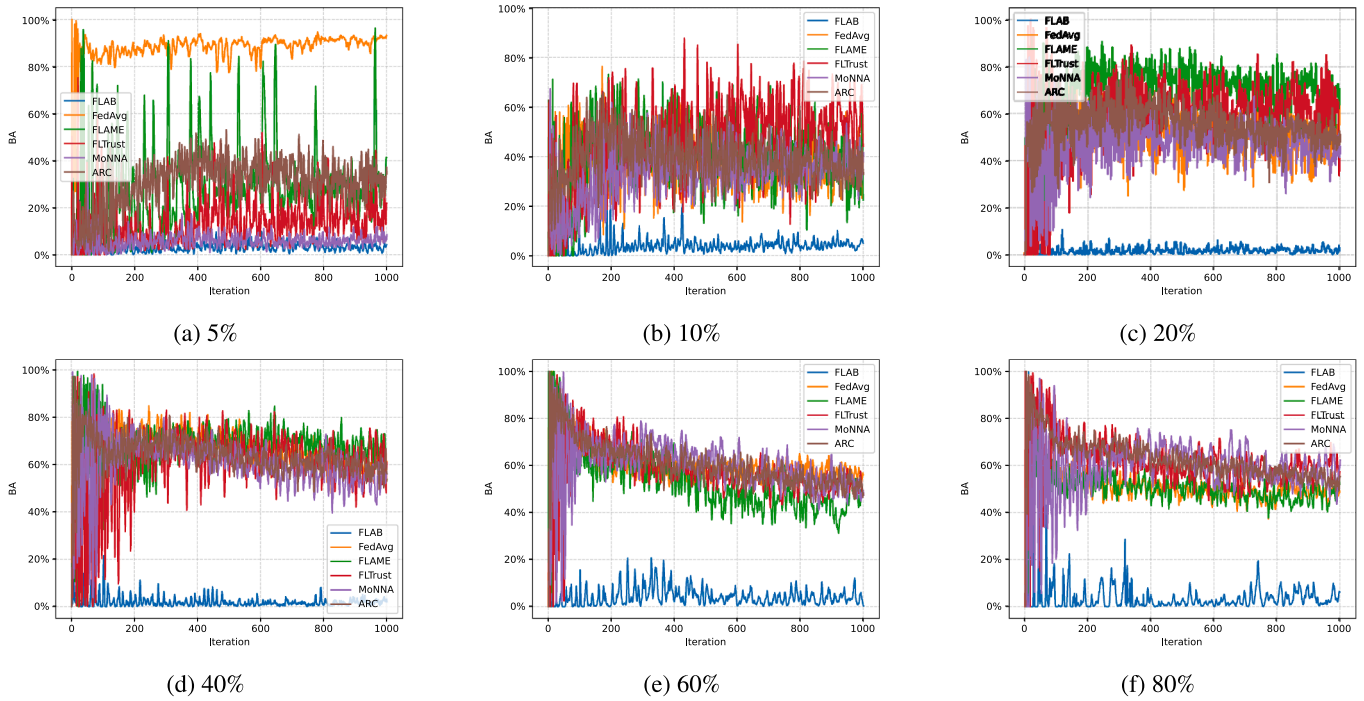 100%
80%
60%
40%
20%
0%
BA
FLAB
FedAvg
FLAME
FLTrust
MoNNA
ARC
0 200 400 600 800 1000
Iteration
(a) 5%
100%
80%
60%
40%
20%
0%
BA
FLAB
FedAvg
FLAME
FLTrust
MoNNA
ARC
0 200 400 600 800 1000
Iteration
(b) 10%
100%
80%
60%
40%
20%
0%
BA
FLAB
FedAvg
FLAME
FLTrust
MoNNA
ARC
0 200 400 600 800 1000
Iteration
(c) 20%
100%
80%
60%
40%
20%
0%
BA
FLAB
FedAvg
FLAME
FLTrust
MoNNA
ARC
0 200 400 600 800 1000
Iteration
(d) 40%
100%
80%
60%
40%
20%
0%
BA
FLAB
FedAvg
FLAME
FLTrust
MoNNA
ARC
0 200 400 600 800 1000
Iteration
(e) 60%
100%
80%
60%
40%
20%
0%
BA
FLAB
FedAvg
FLAME
FLTrust
MoNNA
ARC
0 200 400 600 800 1000
Iteration
(f) 80%